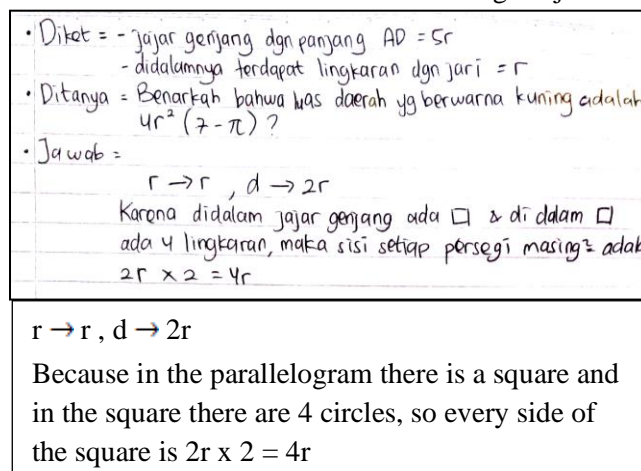 • Diket = - jajar genjang dgn panjang AD = 5r
- didalamnya terdapat lingkaran dgn jari = r
• Ditanya = Benarkah bahwa luas daerah yg berwarna kuning adalah
4r² (7 - π) ?
• Jawab =
r → r , d → 2r
Karena didalam jajar genjang ada □ & di dalam □
ada 4 lingkaran, maka sisi setiap persegi masing²
2r x 2 = 4r
r → r , d → 2r
Because in the parallelogram there is a square and
in the square there are 4 circles, so every side of
the square is 2r x 2 = 4r